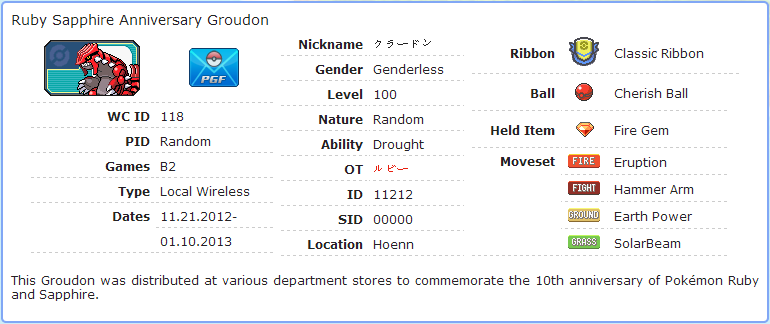 Ruby Sapphire Anniversary Groudon
PGF
WC ID 118
PID Random
Games B2
Type Local Wireless
Dates 11.21.2012-
01.10.2013
Nickname グラードン
Gender Genderless
Level 100
Nature Random
Ability Drought
OT ルビー
ID 11212
SID 00000
Location Hoenn
Ribbon Classic Ribbon
Ball Cherish Ball
Held Item Fire Gem
Moveset FIRE Eruption
FIGHT Hammer Arm
GROUND Earth Power
GRASS SolarBeam
This Groudon was distributed at various department stores to commemorate the 10th anniversary of Pokémon Ruby
and Sapphire.